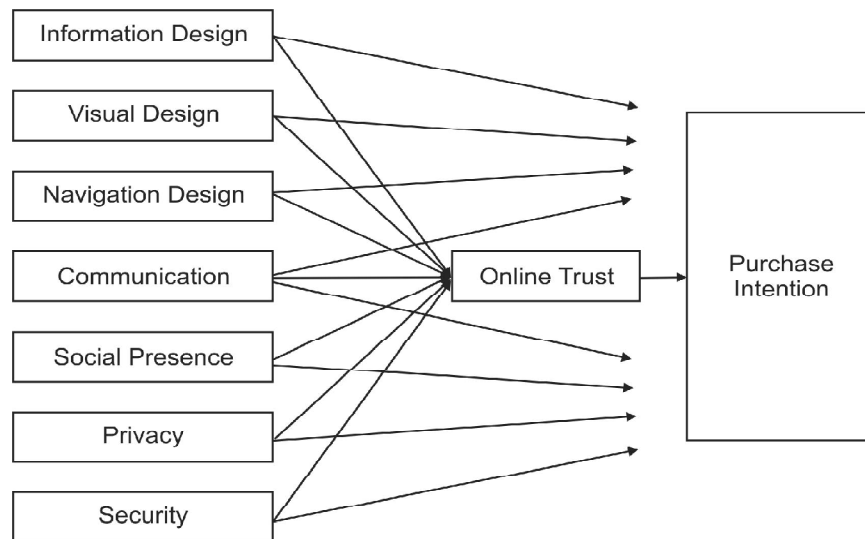 Information Design
Visual Design
Navigation Design
Communication
Social Presence
Privacy
Security
Online Trust
Purchase
Intention